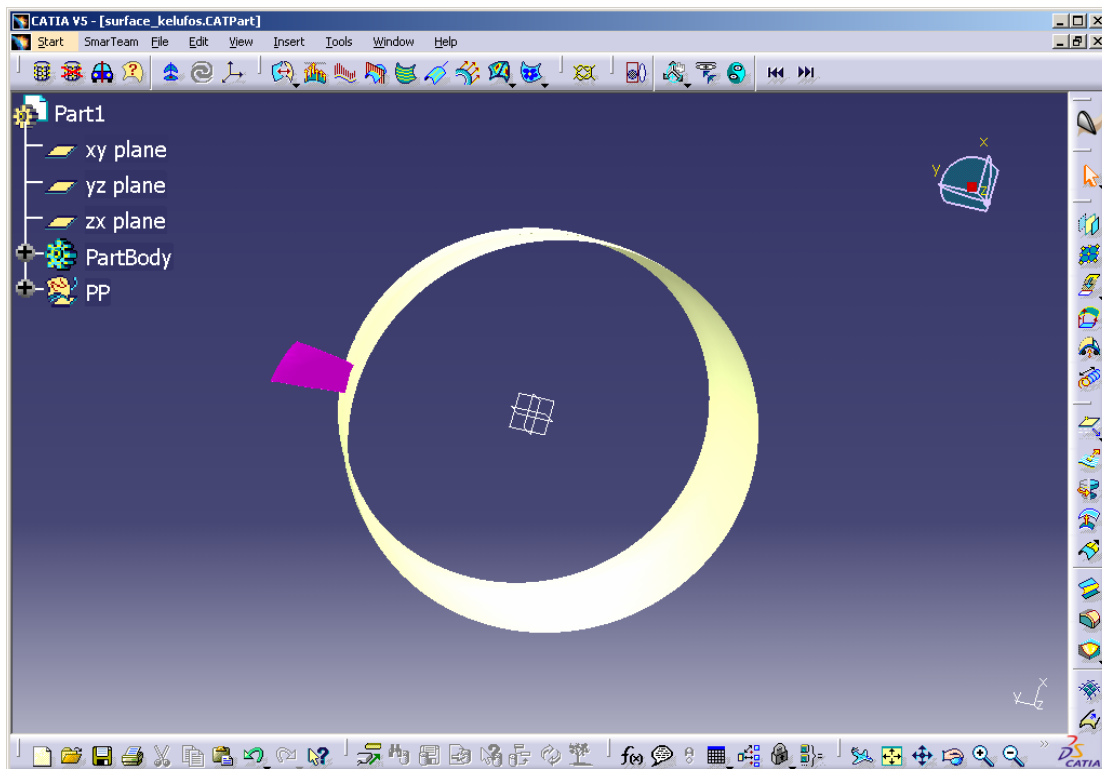 CATIA V5 - [surface_kelufos.CATPart]
Start SmarTeam File Edit View Insert Tools Window Help
Part1
xy plane
yz plane
zx plane
PartBody
PP
x
y
z
x
y
z
f(x)
CATIA